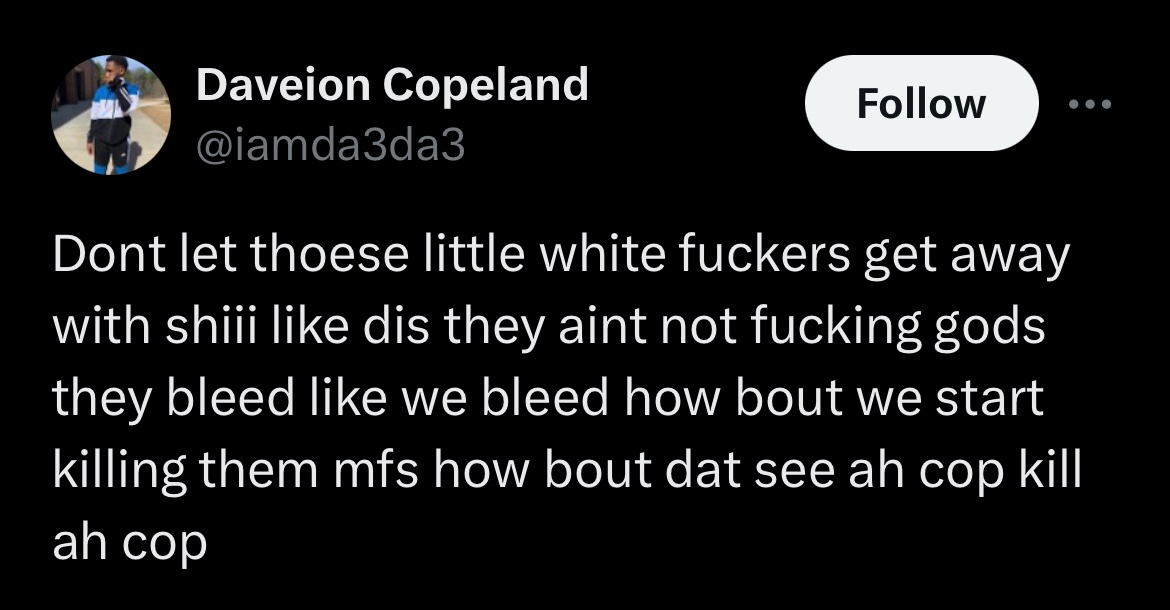 Daveion Copeland
@iamda3da3
Follow
Dont let thoese little white fuckers get away
with shiii like dis they aint not fucking gods
they bleed like we bleed how bout we start
killing them mfs how bout dat see ah cop kill
ah cop